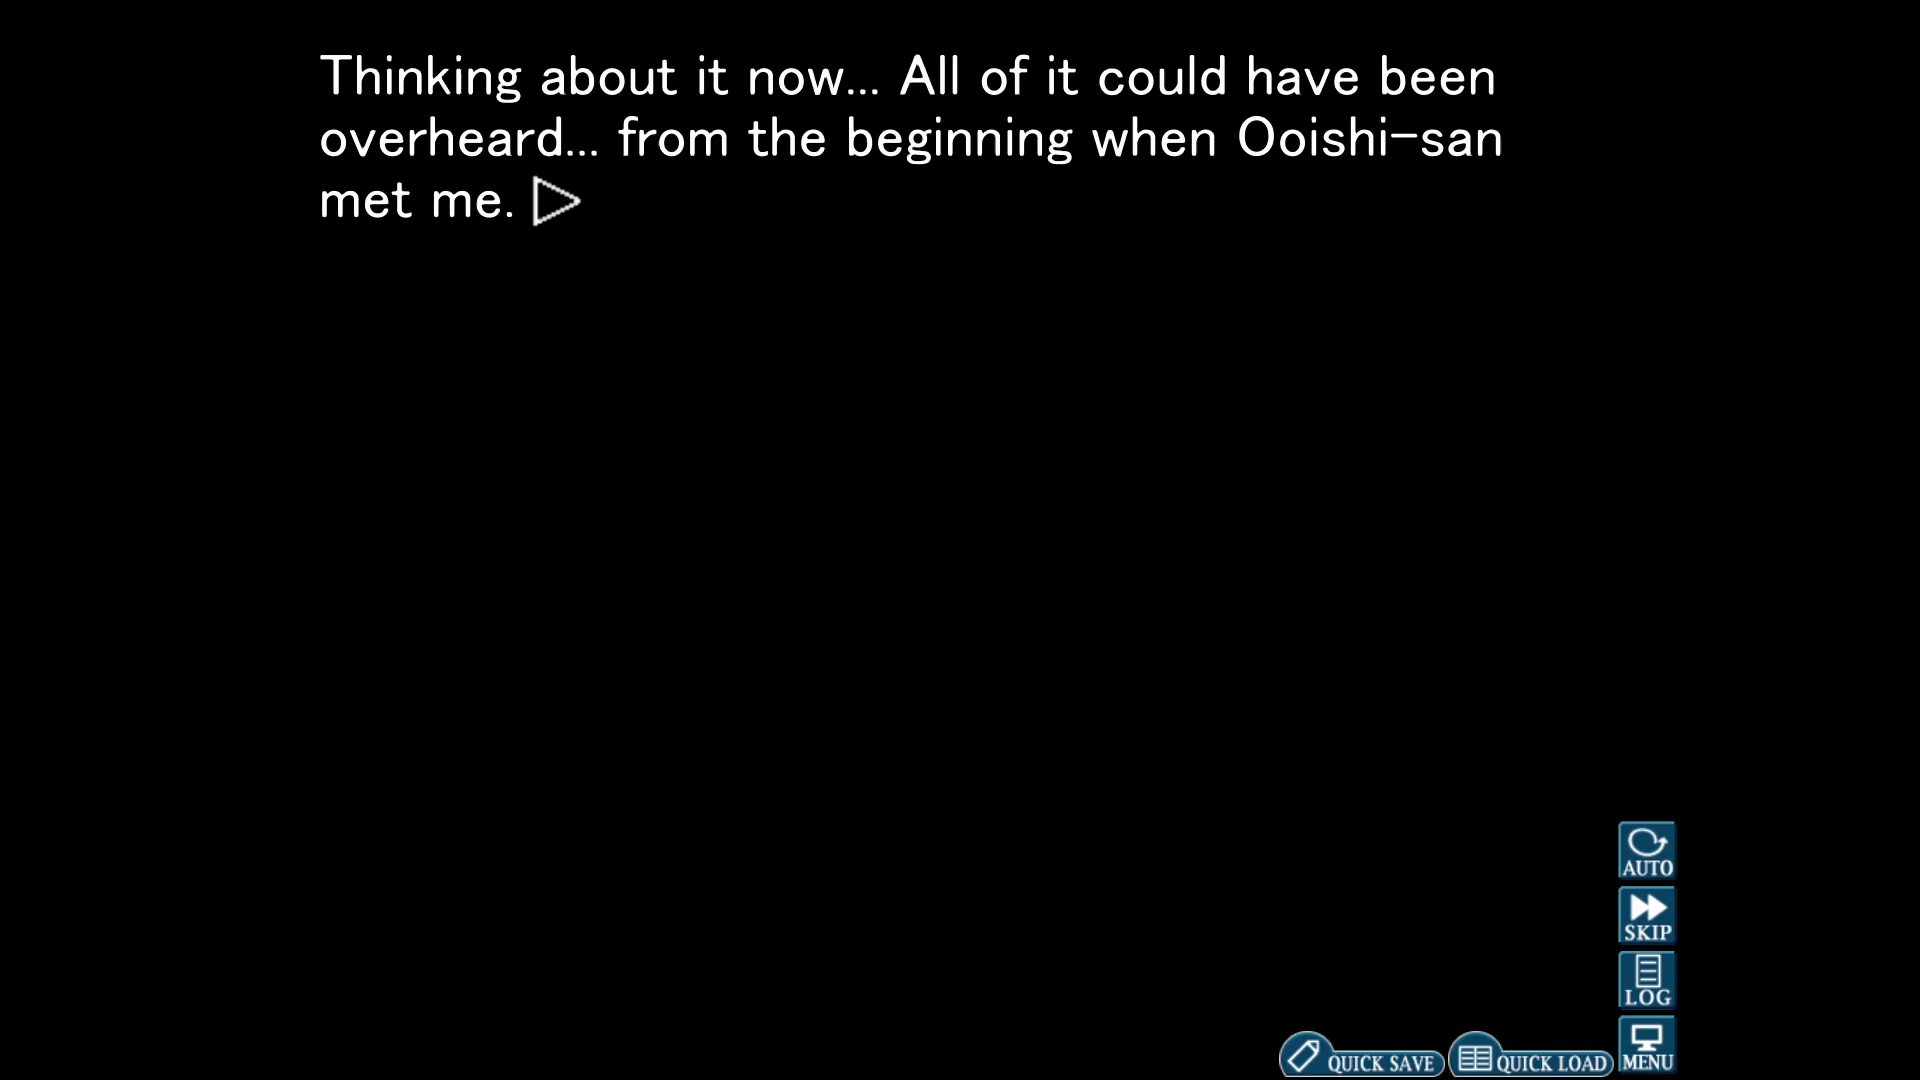 Thinking about it now... All of it could have been
overheard... from the beginning when Ooishi-san
met me.
AUTO
SKIP
LOG
MENU
QUICK SAVE
QUICK LOAD